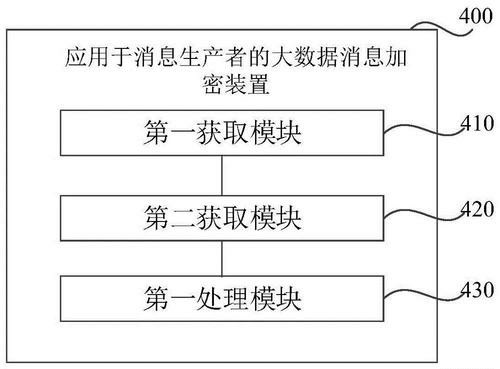 400
应用于消息生产者的大数据消息加
密装置
第一获取模块
410
第二获取模块
420
第一处理模块
430